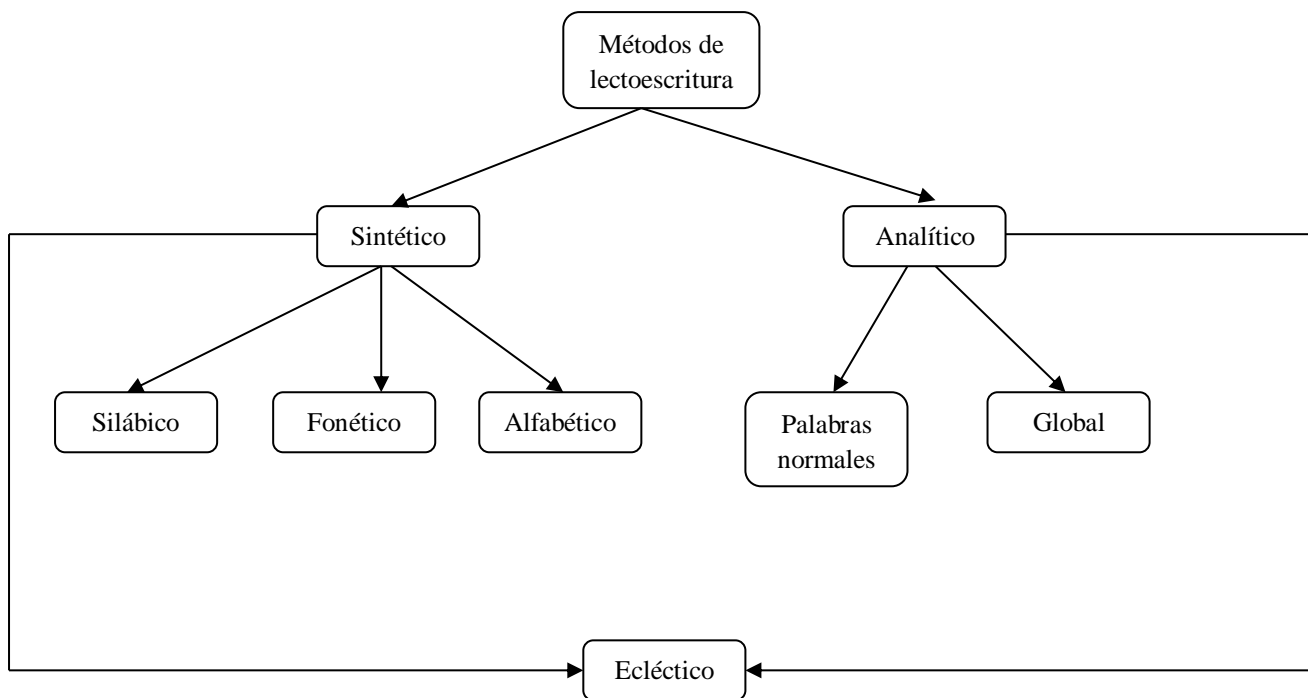 Métodos de
lectoescritura
Sintético
Analítico
Silábico
Fonético
Alfabético
Palabras
normales
Global
Ecléctico